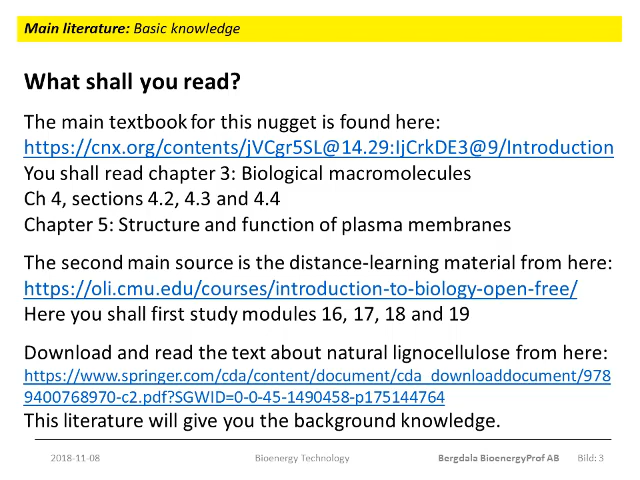 Main literature: Basic knowledge
What shall you read?
The main textbook for this nugget is found here:
https://cnx.org/contents/jVCgr5SL@14.29:IjCrkDE3@9/Introduction
You shall read chapter 3: Biological macromolecules
Ch 4, sections 4.2, 4.3 and 4.4
Chapter 5: Structure and function of plasma membranes
The second main source is the distance-learning material from here:
https://oli.cmu.edu/courses/introduction-to-biology-open-free/
Here you shall first study modules 16, 17, 18 and 19
Download and read the text about natural lignocellulose from here:
https://www.springer.com/cda/content/document/cda_downloaddocument/978
9400768970-c2.pdf?SGWID=0-0-45-1490458-p175144764
This literature will give you the background knowledge.
2018-11-08 Bioenergy Technology Bergdala BioenergyProf AB Bild: 3